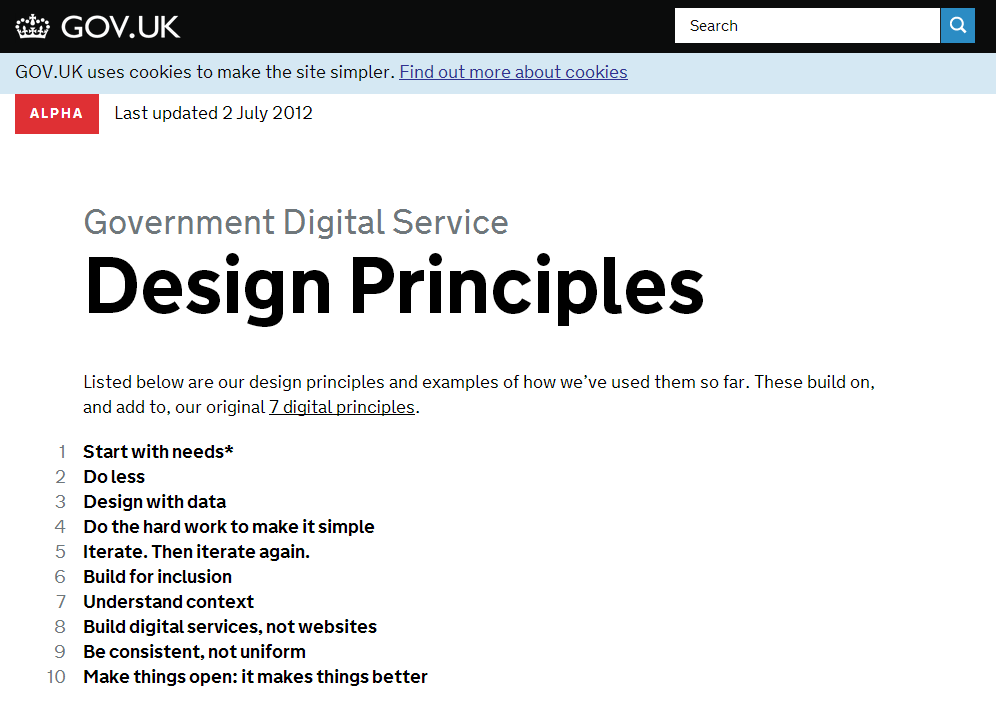 GOV.UK
Search
GOV.UK uses cookies to make the site simpler. Find out more about cookies
ALPHA Last updated 2 July 2012
Government Digital Service
Design Principles
Listed below are our design principles and examples of how we’ve used them so far. These build on,
and add to, our original 7 digital principles.
1 Start with needs*
2 Do less
3 Design with data
4 Do the hard work to make it simple
5 Iterate. Then iterate again.
6 Build for inclusion
7 Understand context
8 Build digital services, not websites
9 Be consistent, not uniform
10 Make things open: it makes things better